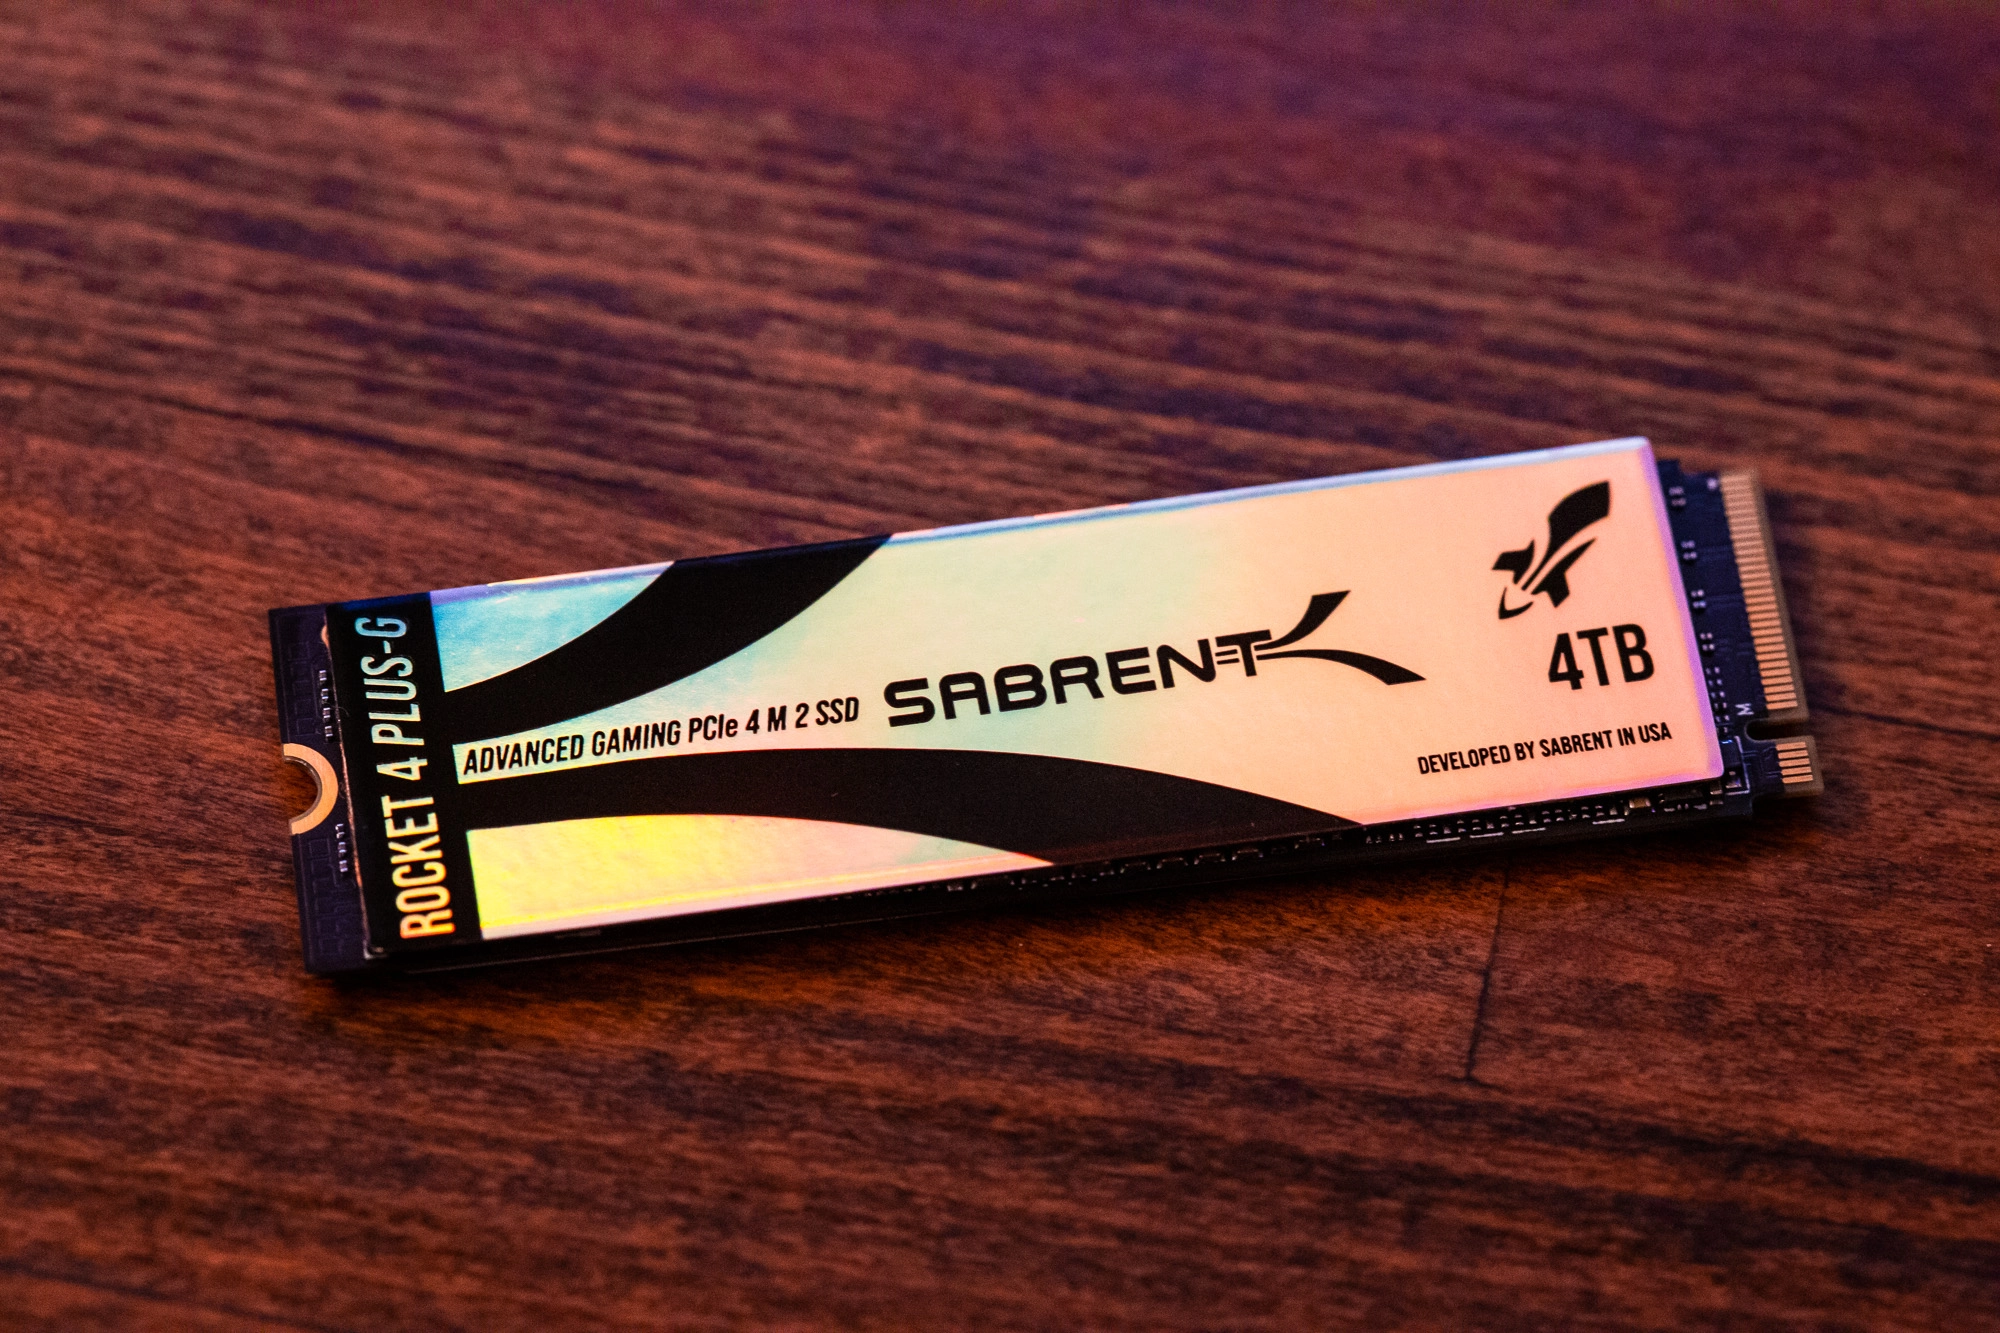 ROCKET 4 PLUS-G
ADVANCED GAMING PCIe 4 M 2 SSD
SABRENT
4TB
DEVELOPED BY SABRENT IN USA
M